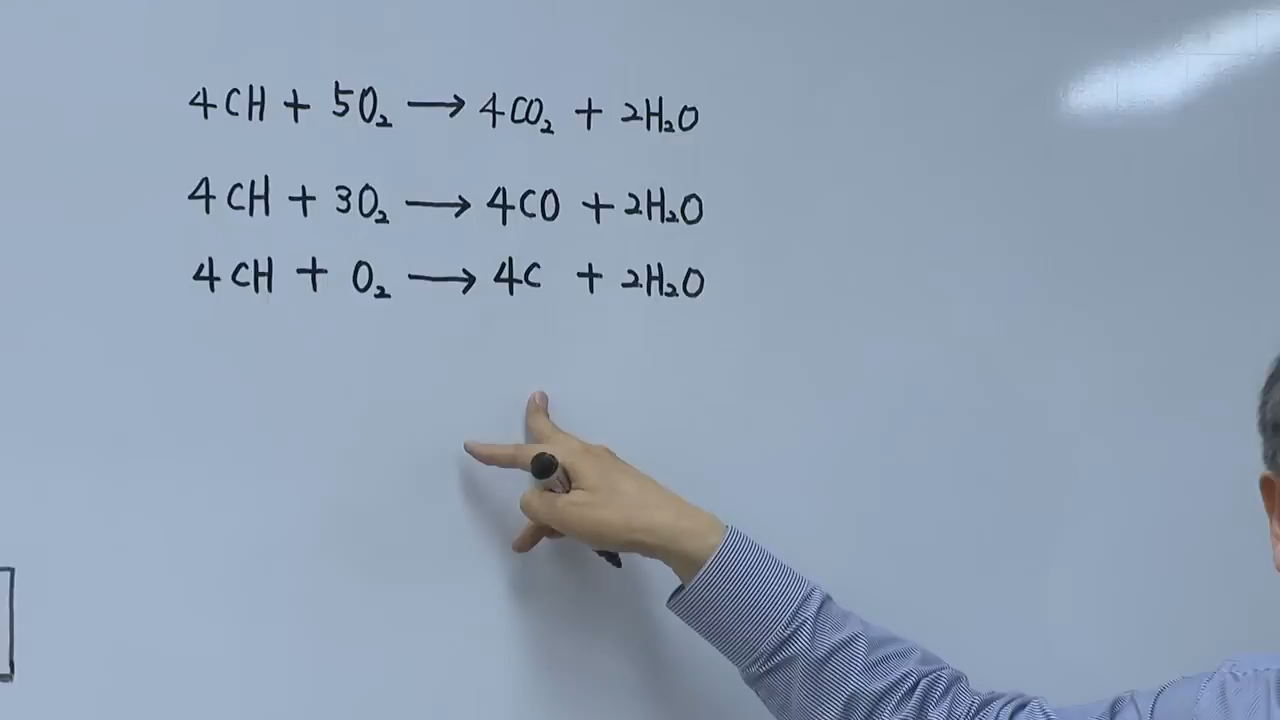 4CH + 5O₂ ⟶ 4CO₂ + 2H₂O
4CH + 3O₂ ⟶ 4CO + 2H₂O
4CH + O₂ ⟶ 4C + 2H₂O